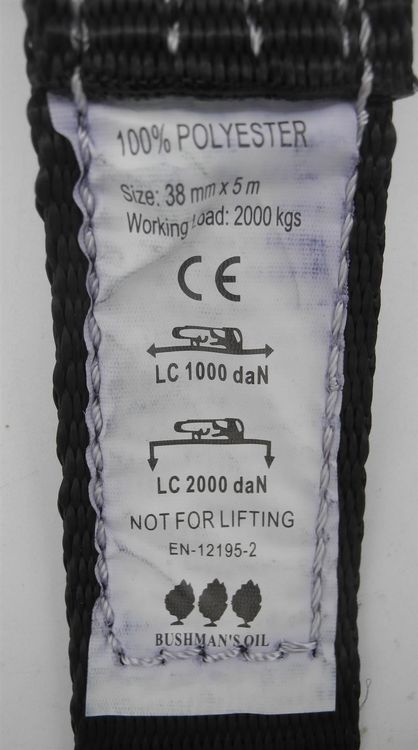 100% POLYESTER
Size: 38 mm x 5 m
Working Load: 2000 kgs
CE
LC 1000 daN
LC 2000 daN
NOT FOR LIFTING
EN-12195-2
BUSHMAN'S OIL